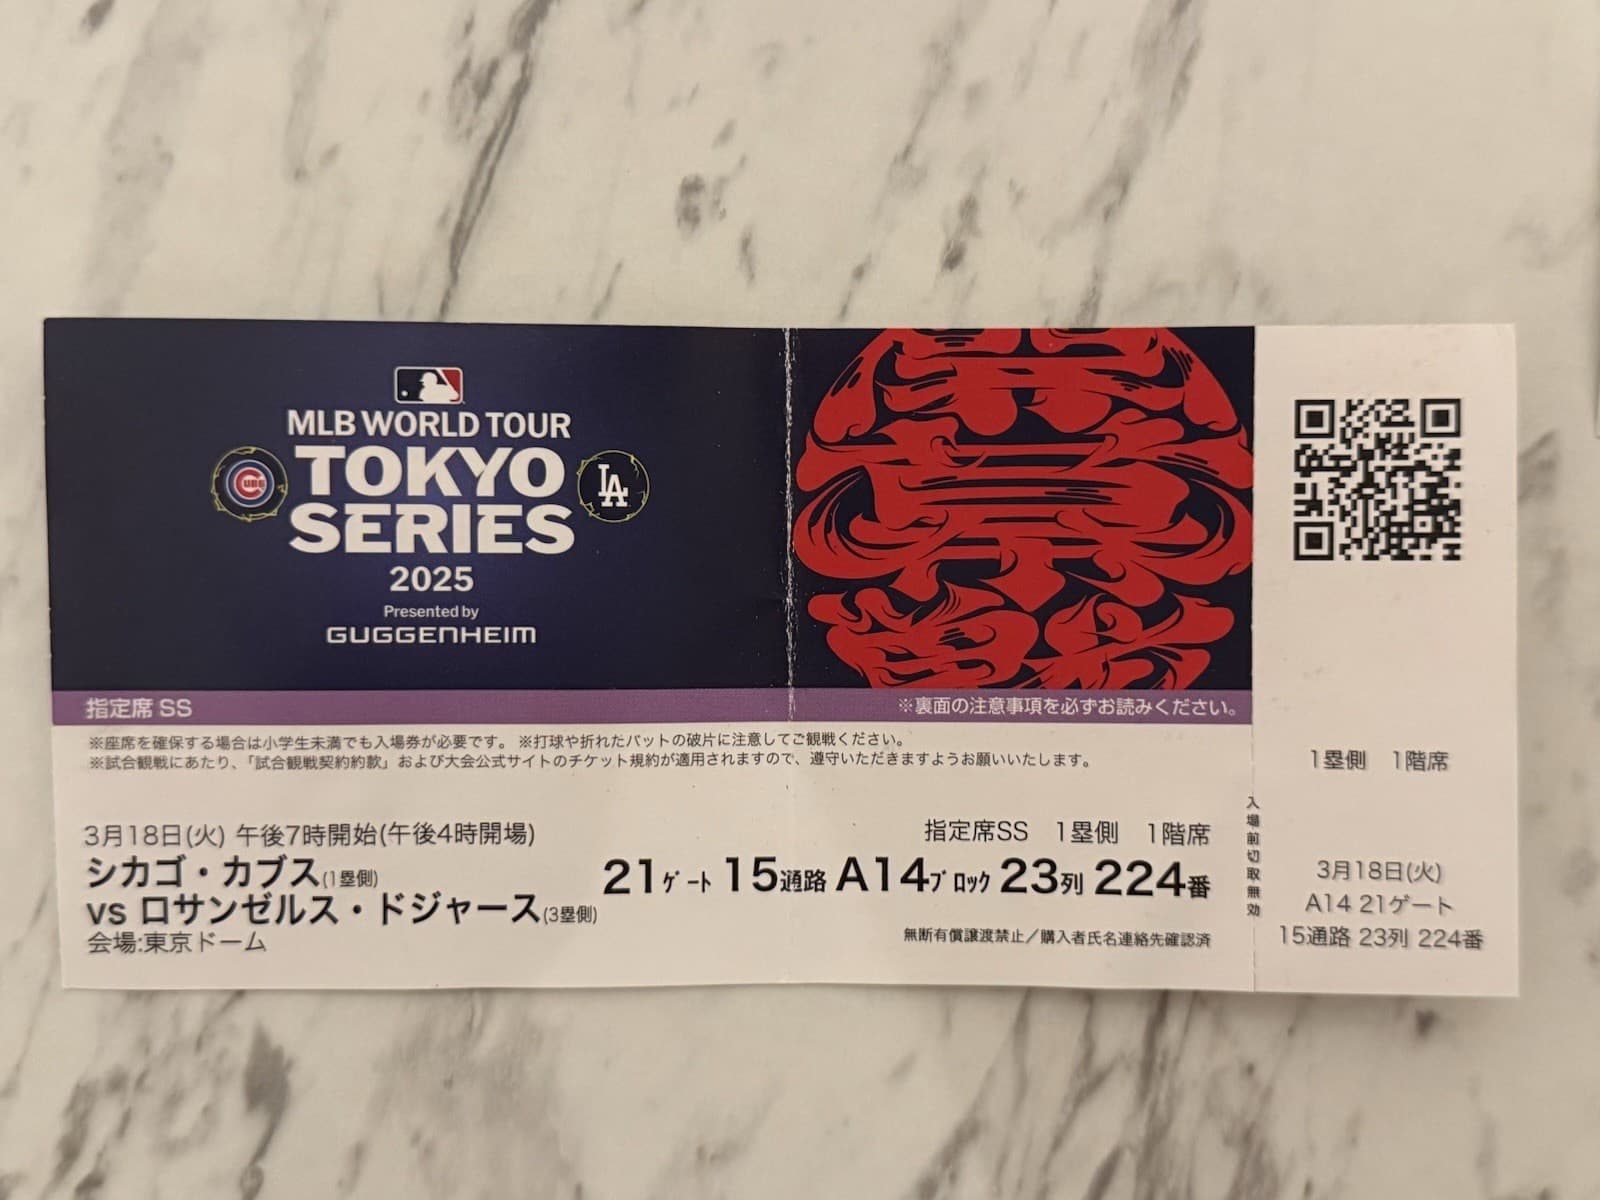 MLB WORLD TOUR
TOKYO
SERIES
2025
Presented by
GUGGENHEIM
CUBS
LA
指定席 SS
※裏面の注意事項を必ずお読みください。
※座席を確保する場合は小学生未満でも入場券が必要です。 ※打球や折れたバットの破片に注意してご観戦ください。
※試合観戦にあたり、「試合観戦契約約款」および大会公式サイトのチケット規約が適用されますので、遵守いただきますようお願いいたします。
3月18日(火) 午後7時開始(午後4時開場)
シカゴ・カブス(1塁側)
vs ロサンゼルス・ドジャース(3塁側)
会場:東京ドーム
指定席SS 1塁側 1階席
21ゲート 15通路 A14ブロック 23列 224番
無断有償譲渡禁止／購入者氏名連絡先確認済
入場前切取無効
1塁側 1階席
3月18日(火)
A14 21ゲート
15通路 23列 224番